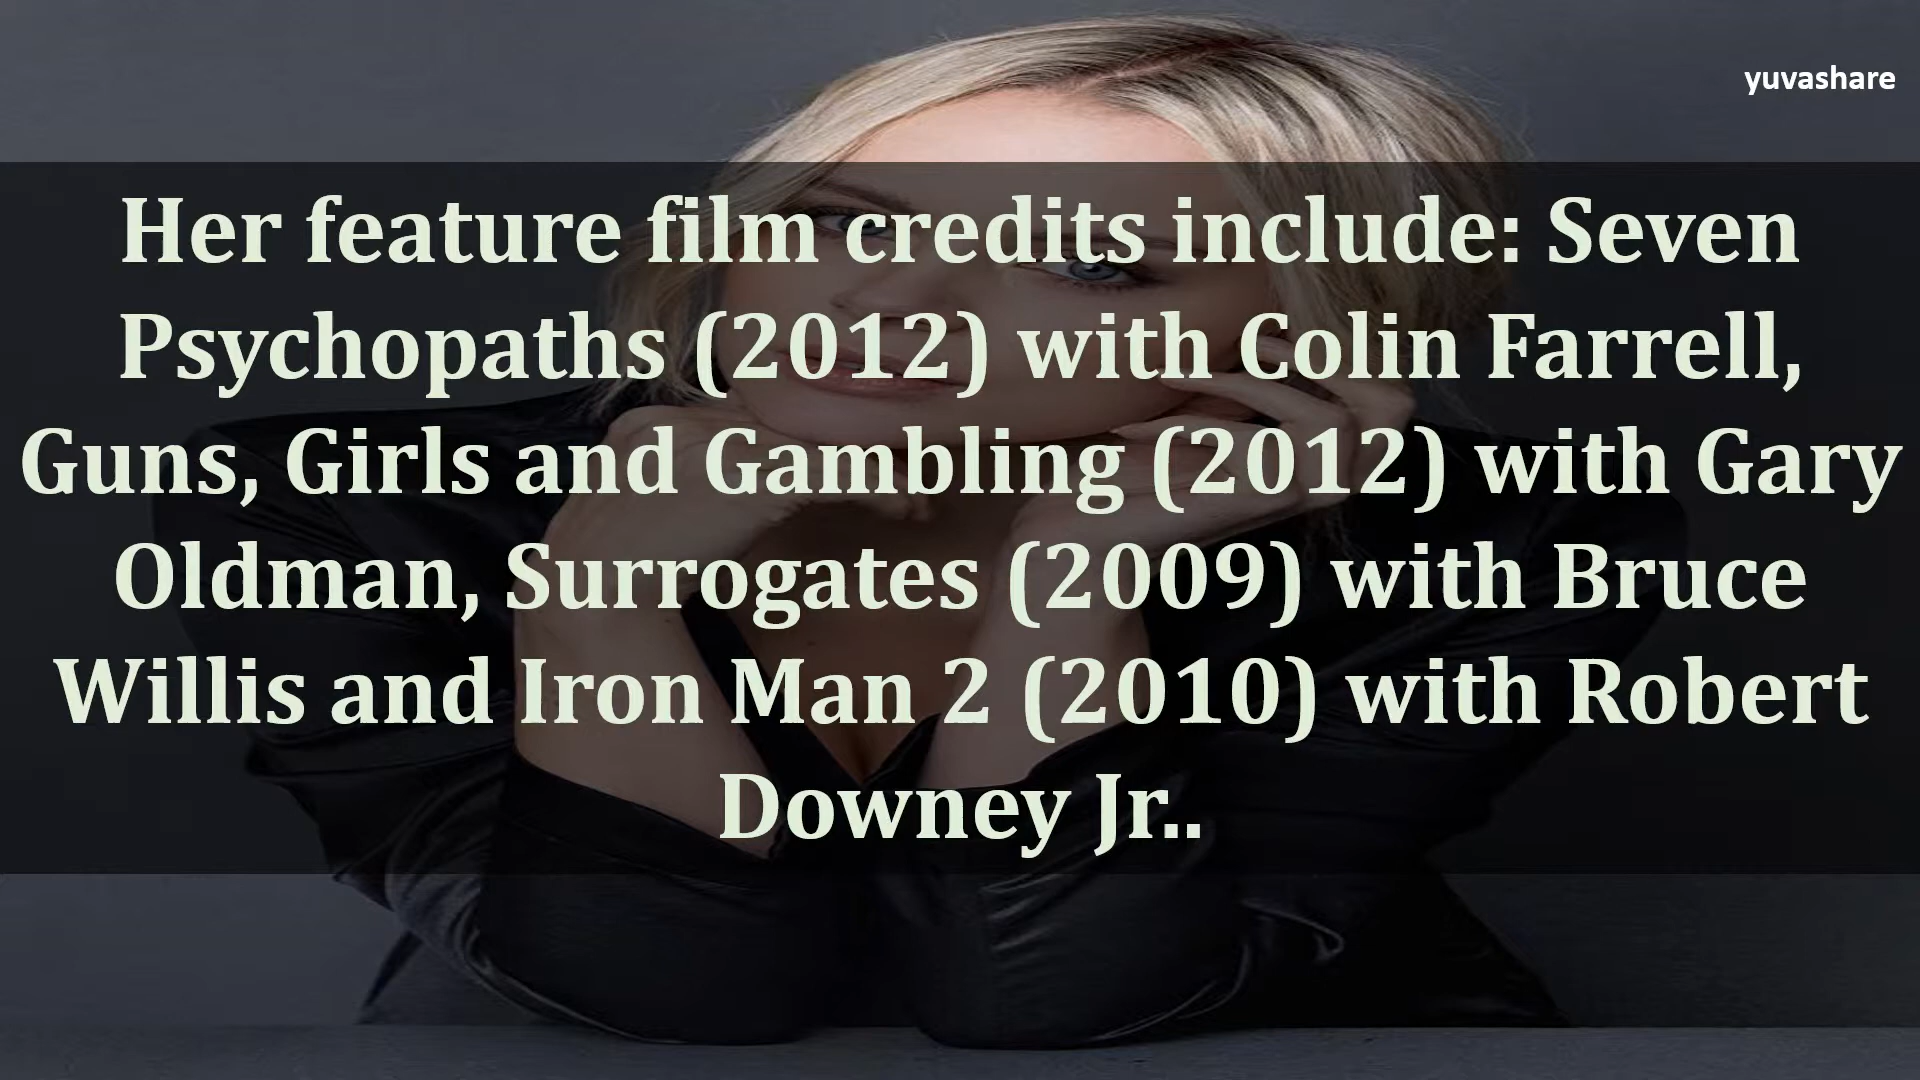 yuvashare
Her feature film credits include: Seven
Psychopaths (2012) with Colin Farrell,
Guns, Girls and Gambling (2012) with Gary
Oldman, Surrogates (2009) with Bruce
Willis and Iron Man 2 (2010) with Robert
Downey Jr..